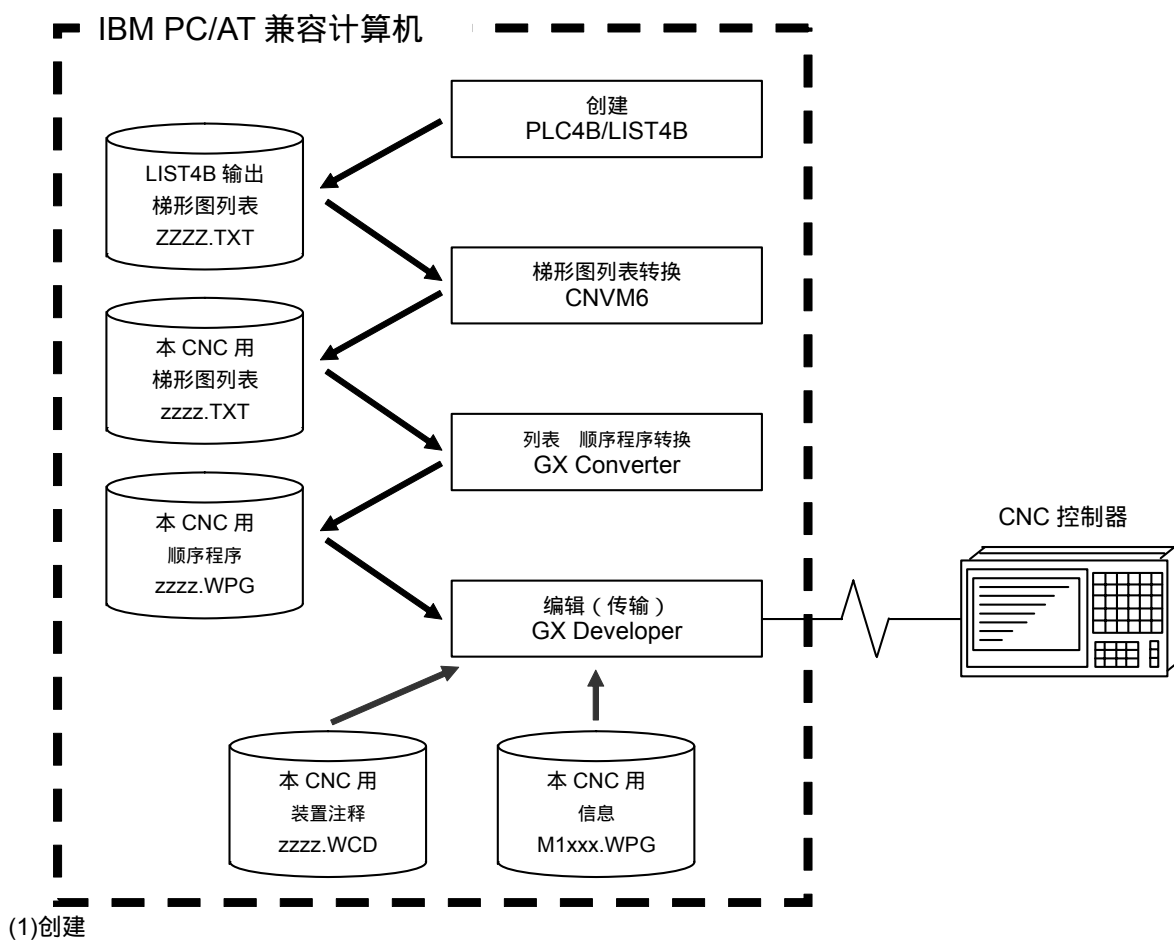 IBM PC/AT 兼容计算机
创建
PLC4B/LIST4B
LIST4B 输出
梯形图列表
ZZZZ.TXT
梯形图列表转换
CNVM6
本 CNC 用
梯形图列表
zzzz.TXT
列表　顺序程序转换
GX Converter
本 CNC 用
顺序程序
zzzz.WPG
CNC 控制器
编辑（传输）
GX Developer
本 CNC 用
装置注释
zzzz.WCD
本 CNC 用
信息
M1xxx.WPG
(1)创建